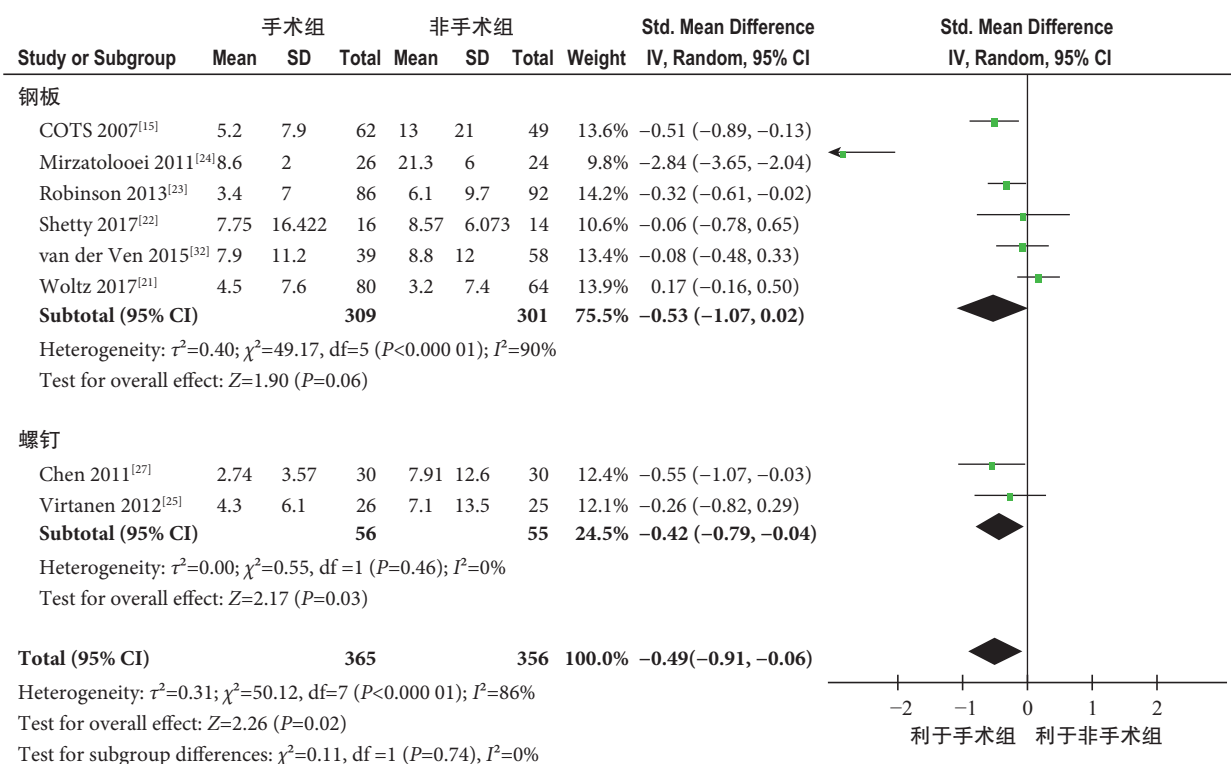 手术组 非手术组 Std. Mean Difference Std. Mean Difference
Study or Subgroup Mean SD Total Mean SD Total Weight IV, Random, 95% CI IV, Random, 95% CI
钢板
COTS 2007[15] 5.2 7.9 62 13 21 49 13.6% −0.51 (−0.89, −0.13)
Mirzatolooei 2011[24] 8.6 2 26 21.3 6 24 9.8% −2.84 (−3.65, −2.04)
Robinson 2013[23] 3.4 7 86 6.1 9.7 92 14.2% −0.32 (−0.61, −0.02)
Shetty 2017[22] 7.75 16.422 16 8.57 6.073 14 10.6% −0.06 (−0.78, 0.65)
van der Ven 2015[32] 7.9 11.2 39 8.8 12 58 13.4% −0.08 (−0.48, 0.33)
Woltz 2017[21] 4.5 7.6 80 3.2 7.4 64 13.9% 0.17 (−0.16, 0.50)
Subtotal (95% CI) 309 301 75.5% −0.53 (−1.07, 0.02)
Heterogeneity: τ²=0.40; χ²=49.17, df=5 (P<0.000 01); I²=90%
Test for overall effect: Z=1.90 (P=0.06)
螺钉
Chen 2011[27] 2.74 3.57 30 7.91 12.6 30 12.4% −0.55 (−1.07, −0.03)
Virtanen 2012[25] 4.3 6.1 26 7.1 13.5 25 12.1% −0.26 (−0.82, 0.29)
Subtotal (95% CI) 56 55 24.5% −0.42 (−0.79, −0.04)
Heterogeneity: τ²=0.00; χ²=0.55, df =1 (P=0.46); I²=0%
Test for overall effect: Z=2.17 (P=0.03)
Total (95% CI) 365 356 100.0% −0.49(−0.91, −0.06)
Heterogeneity: τ²=0.31; χ²=50.12, df=7 (P<0.000 01); I²=86%
Test for overall effect: Z=2.26 (P=0.02)
Test for subgroup differences: χ²=0.11, df =1 (P=0.74), I²=0%
−2 −1 0 1 2
利于手术组 利于非手术组